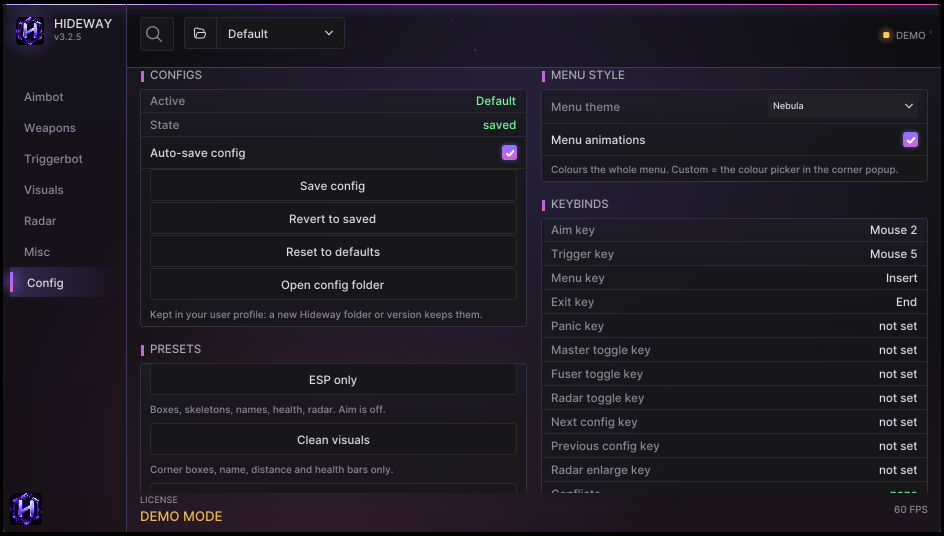 HIDEWAY
v3.2.5
Default
DEMO
Aimbot
Weapons
Triggerbot
Visuals
Radar
Misc
Config
CONFIGS
Active Default
State saved
Auto-save config
Save config
Revert to saved
Reset to defaults
Open config folder
Kept in your user profile: a new Hideway folder or version keeps them.
PRESETS
ESP only
Boxes, skeletons, names, health, radar. Aim is off.
Clean visuals
Corner boxes, name, distance and health bars only.
MENU STYLE
Menu theme Nebula
Menu animations
Colours the whole menu. Custom = the colour picker in the corner popup.
KEYBINDS
Aim key Mouse 2
Trigger key Mouse 5
Menu key Insert
Exit key End
Panic key not set
Master toggle key not set
Fuser toggle key not set
Radar toggle key not set
Next config key not set
Previous config key not set
Radar enlarge key not set
Conflicts none
LICENSE
DEMO MODE
60 FPS